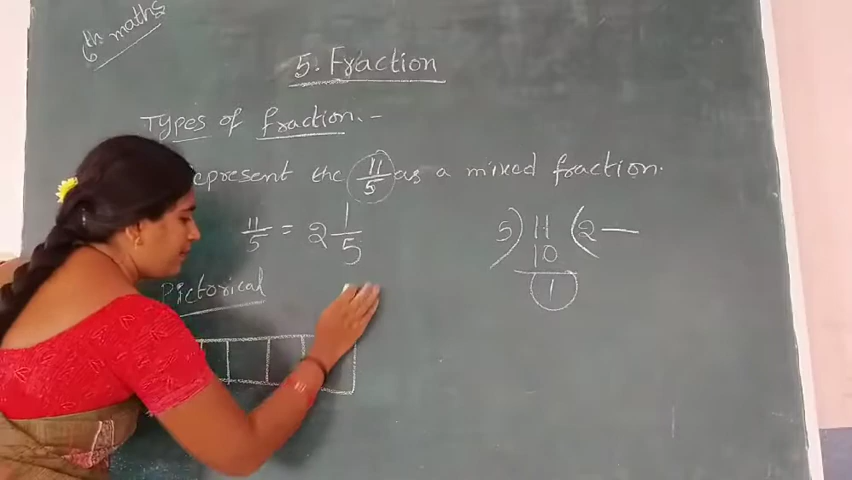 6th maths
5. Fraction
Types of fraction. -
represent the 11/5 as a mixed fraction.
11/5 = 2 1/5
5) 11 (2 —
10
1
Pictorical